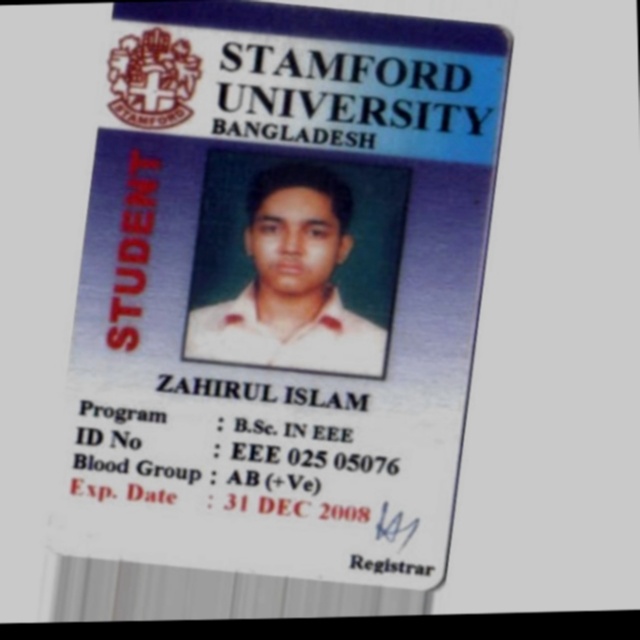 STAMFORD
UNIVERSITY
BANGLADESH
STAMFORD
STUDENT
ZAHIRUL ISLAM
Program : B.Sc. IN EEE
ID No : EEE 025 05076
Blood Group : AB (+Ve)
Exp. Date : 31 DEC 2008
Registrar